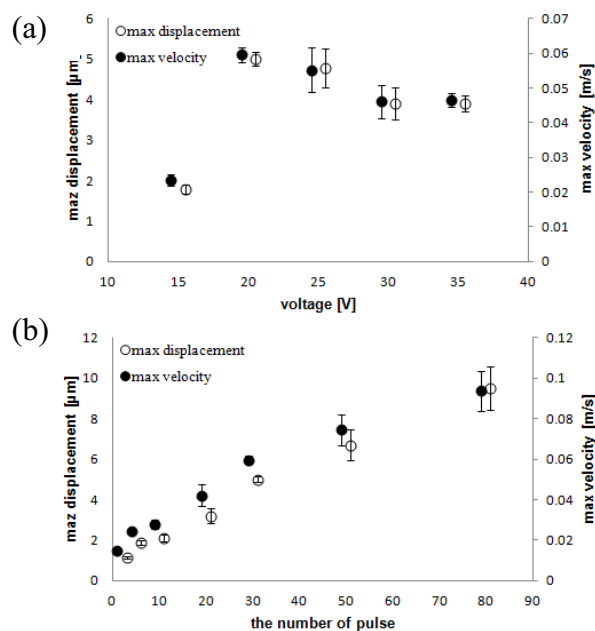 (a)
○max displacement
●max velocity
maz displacement [µm]
6
5
4
3
2
1
0
0.07
0.06
0.05
0.04
0.03
0.02
0.01
0
max velocity [m/s]
10 15 20 25 30 35 40
voltage [V]
(b)
○max displacement
●max velocity
maz displacement [µm]
12
10
8
6
4
2
0
0.12
0.1
0.08
0.06
0.04
0.02
0
max velocity [m/s]
0 10 20 30 40 50 60 70 80 90
the number of pulse